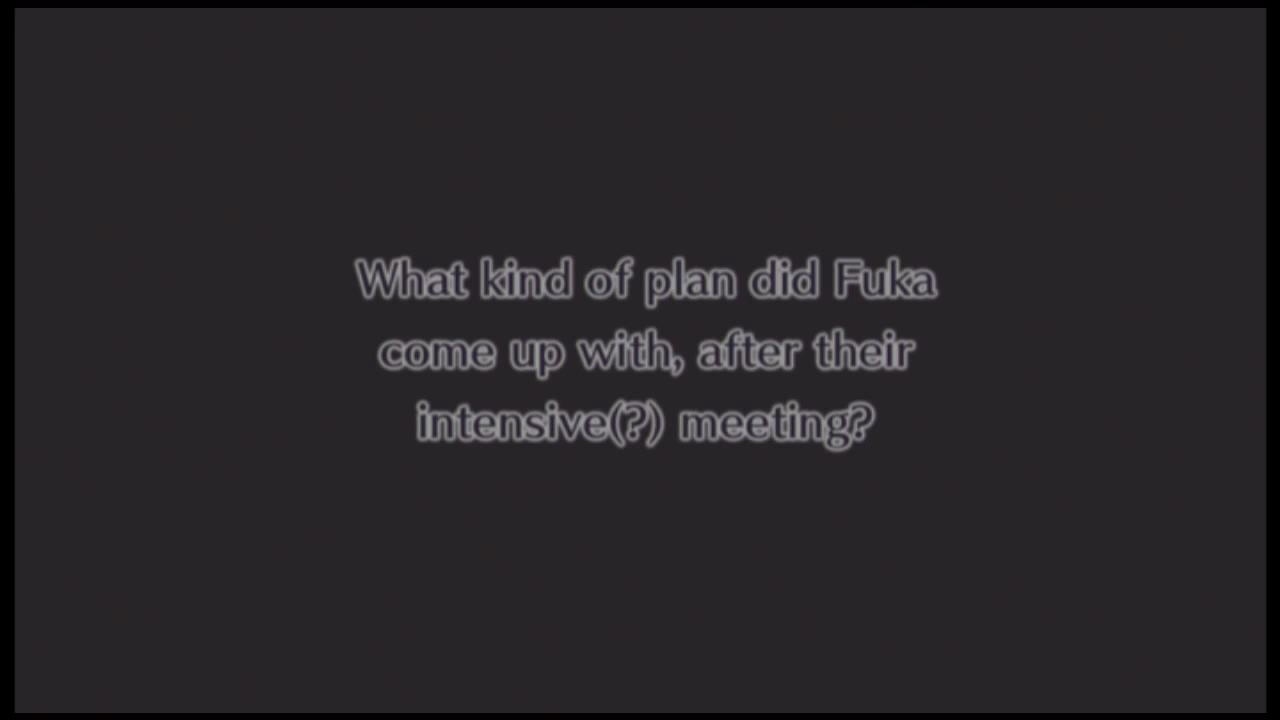 What kind of plan did Fuka
come up with, after their
intensive(?) meeting?